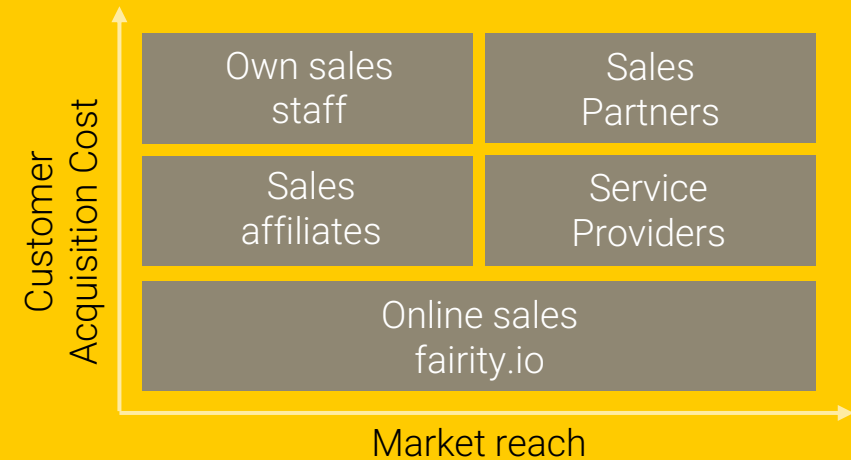 Customer
Acquisition Cost
Own sales
staff
Sales
Partners
Sales
affiliates
Service
Providers
Online sales
fairity.io
Market reach